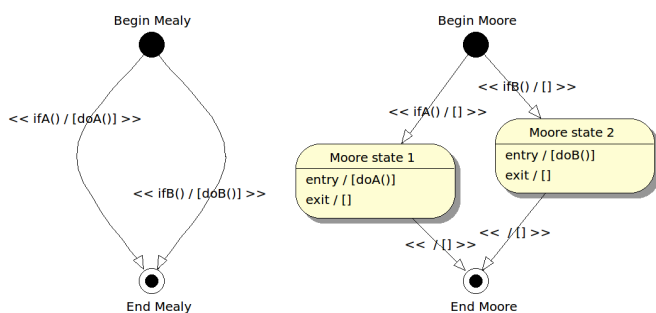 Begin Mealy
Begin Moore
<< ifB() / [] >>
<< ifA() / [] >>
<< ifA() / [doA()] >>
Moore state 2
Moore state 1
entry / [doB()]
exit / []
entry / [doA()]
exit / []
<< ifB() / [doB()] >>
<<  / [] >>
<<  / [] >>
End Mealy
End Moore